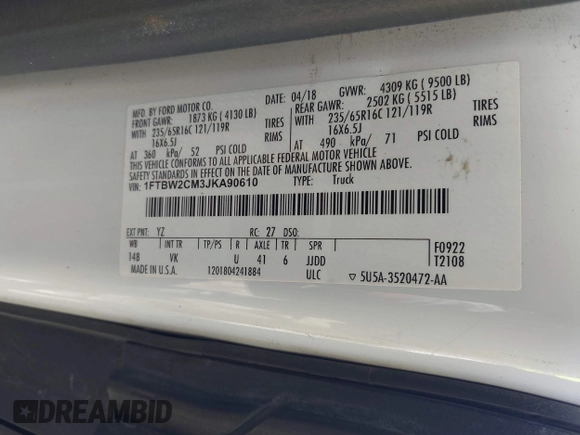 MFD. BY FORD MOTOR CO.
04/18
GVWR: 4309 KG ( 9500 LB)
FRONT GAWR: 1873 KG ( 4130 LB)
REAR GAWR: 2502 KG ( 5515 LB)
WITH 235/65R16C 121/119R TIRES
WITH 235/65R16C 121/119R TIRES
16X6.5J RIMS
16X6.5J RIMS
AT 360 kPa/ 52 PSI COLD
AT 490 kPa/ 71 PSI COLD
THIS VEHICLE CONFORMS TO ALL APPLICABLE FEDERAL MOTOR VEHICLE
SAFETY STANDARDS IN EFFECT ON THE DATE OF MANUFACTURE SHOWN ABOVE.
VIN: 1FTBW2CM3JKA90610
TYPE: Truck
EXT PNT: YZ RC: 27 DSO:
WB INT TR TP/PS R AXLE TR SPR
148 VK U 41 6 JJDD
F0922
T2108
MADE IN U.S.A. 1201804241884 ULC ▽ 5U5A-3520472-AA
DREAMBID